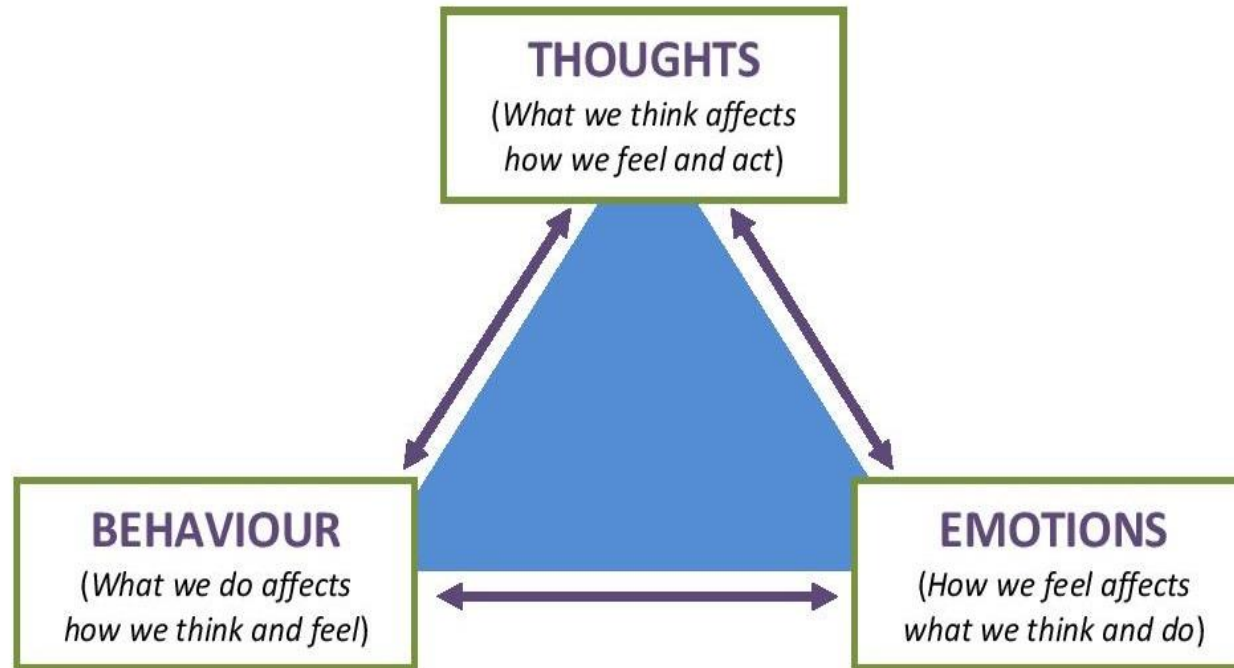 THOUGHTS
(What we think affects
how we feel and act)
BEHAVIOUR
(What we do affects
how we think and feel)
EMOTIONS
(How we feel affects
what we think and do)